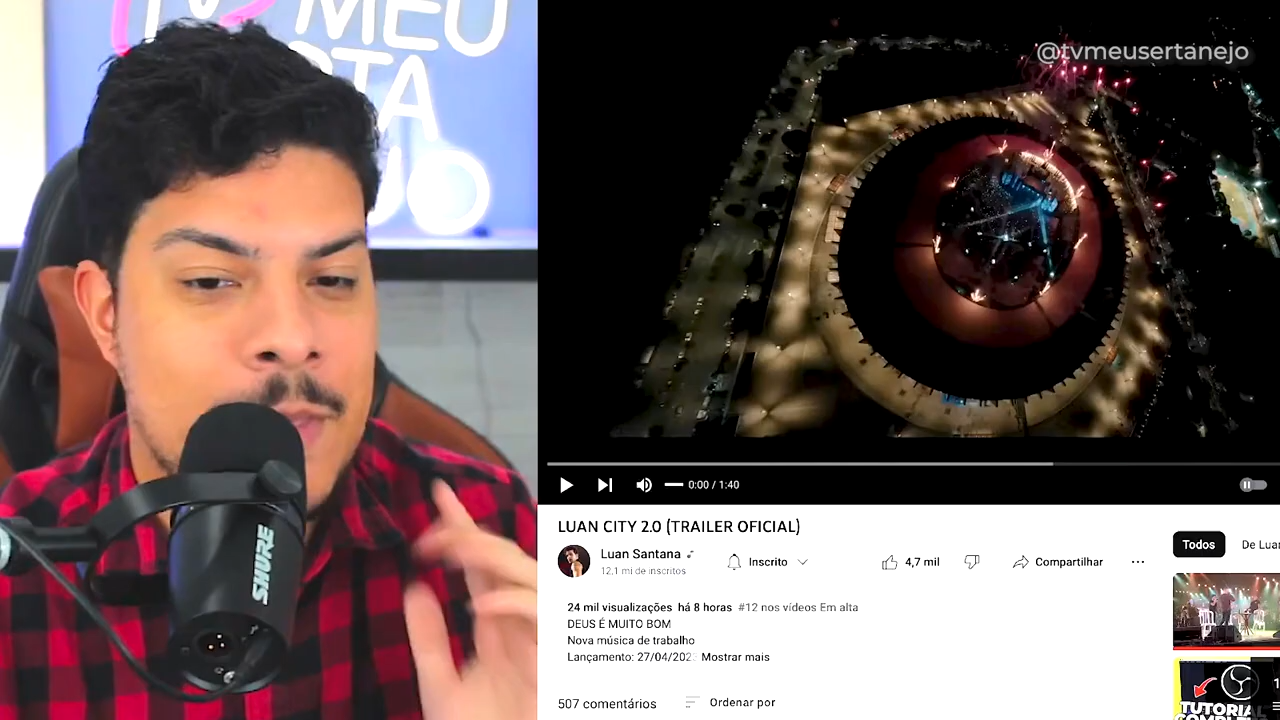 MEU
@tvmeusertanejo
SHURE
0:00 / 1:40
LUAN CITY 2.0 (TRAILER OFICIAL)
Luan Santana
12,1 mi de inscritos
Inscrito
4,7 mil
Compartilhar
Todos
24 mil visualizações há 8 horas #12 nos vídeos Em alta
DEUS É MUITO BOM
Nova música de trabalho
Lançamento: 27/04/202 Mostrar mais
507 comentários
Ordenar por
TUTORIAL